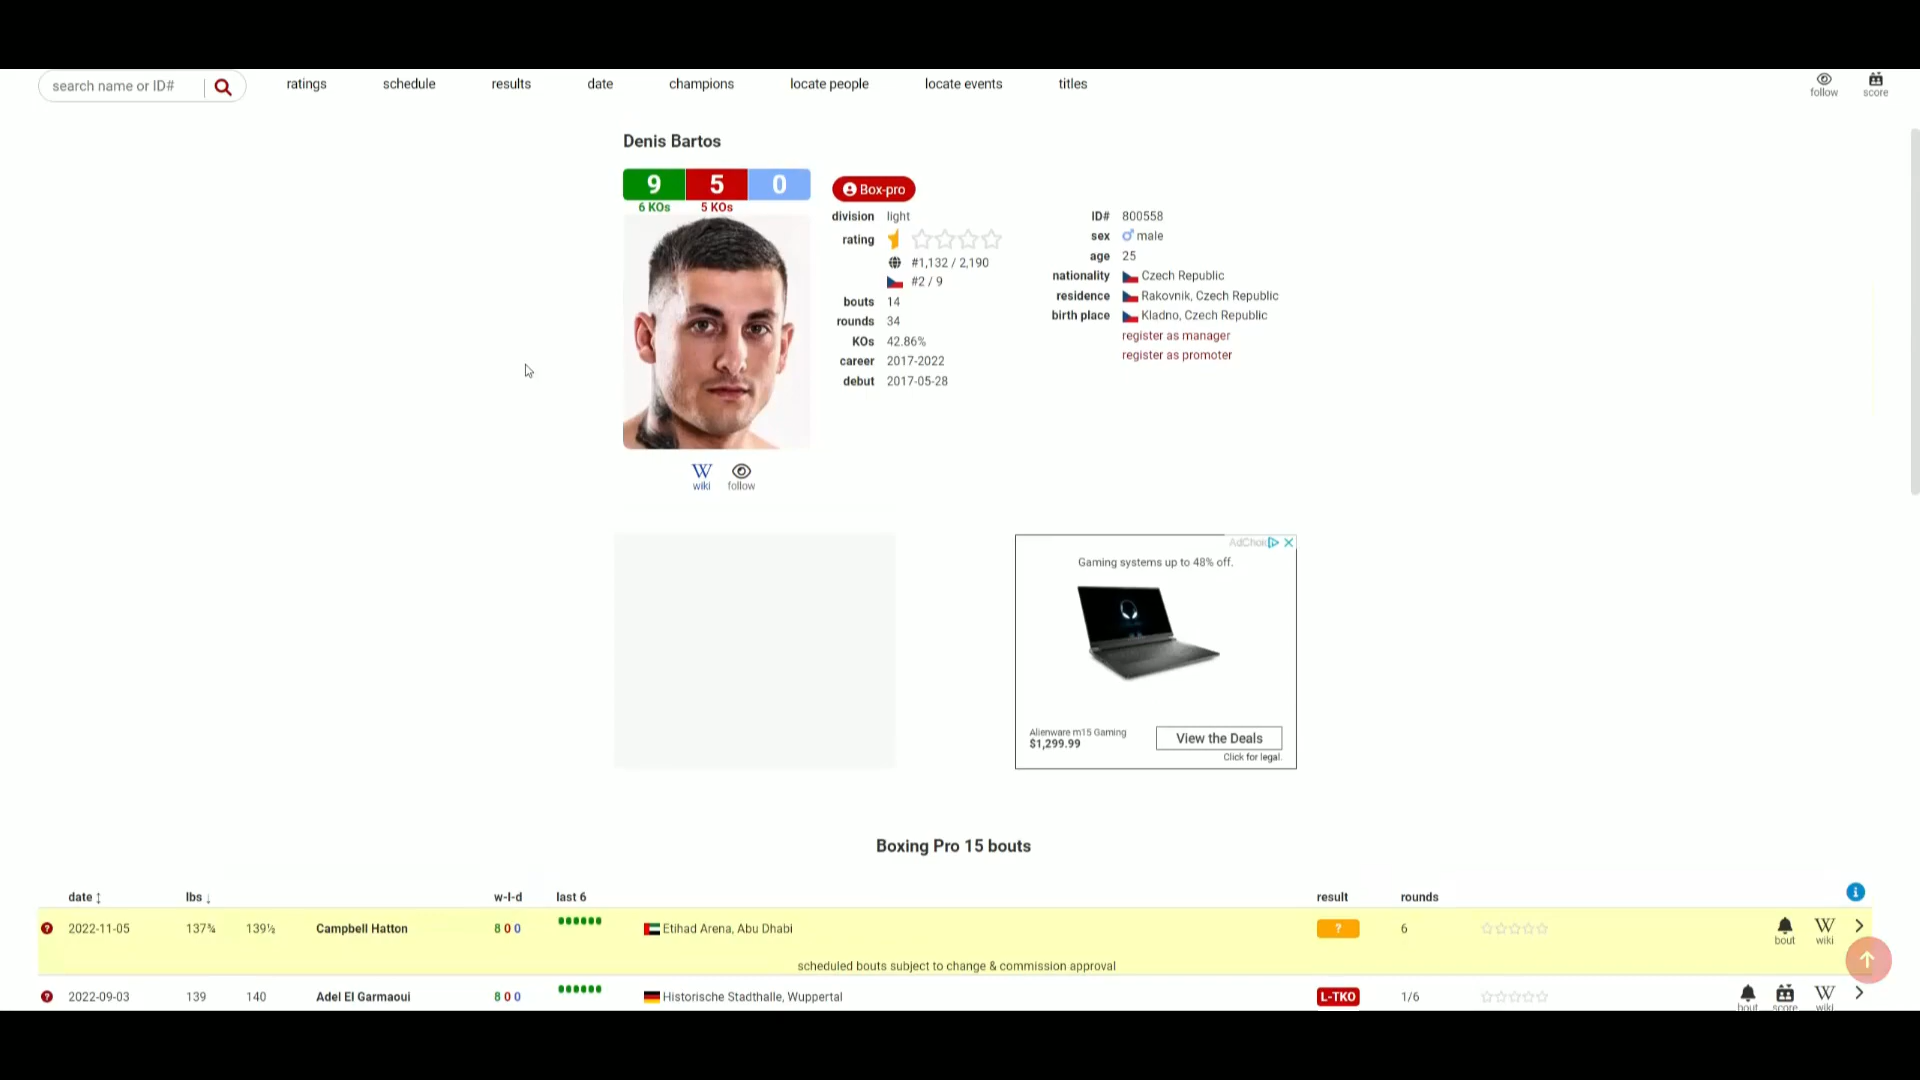 search name or ID#
ratings
schedule
results
date
champions
locate people
locate events
titles
follow
score
Denis Bartos
9 5 0
6 KOs 5 KOs
Box-pro
division light
rating
#1,132 / 2,190
#2 / 9
bouts 14
rounds 34
KOs 42.86%
career 2017-2022
debut 2017-05-28
ID# 800558
sex male
age 25
nationality Czech Republic
residence Rakovnik, Czech Republic
birth place Kladno, Czech Republic
register as manager
register as promoter
W
wiki
follow
Gaming systems up to 48% off.
Alienware m15 Gaming
$1,299.99
View the Deals
Click for legal.
Boxing Pro 15 bouts
date lbs w-l-d last 6 result rounds
2022-11-05 137¾ 139½ Campbell Hatton 8 0 0 Etihad Arena, Abu Dhabi ? 6 bout W wiki
scheduled bouts subject to change & commission approval
2022-09-03 139 140 Adel El Garmaoui 8 0 0 Historische Stadthalle, Wuppertal L-TKO 1/6 bout score W wiki